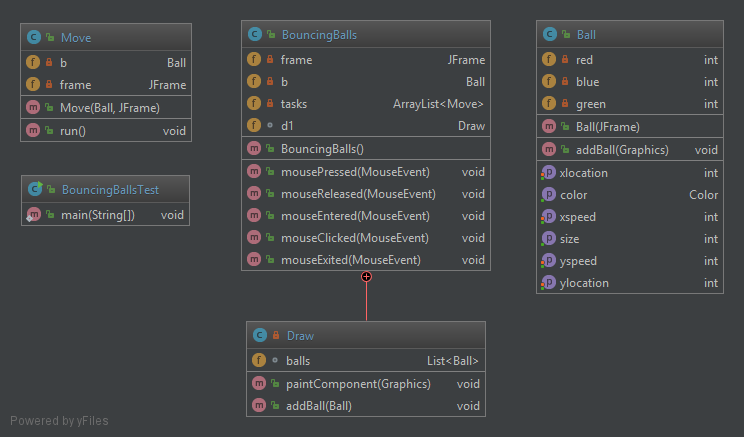 Move
b Ball
frame JFrame
Move(Ball, JFrame)
run() void
BouncingBallsTest
main(String[]) void
BouncingBalls
frame JFrame
b Ball
tasks ArrayList<Move>
d1 Draw
BouncingBalls()
mousePressed(MouseEvent) void
mouseReleased(MouseEvent) void
mouseEntered(MouseEvent) void
mouseClicked(MouseEvent) void
mouseExited(MouseEvent) void
Ball
red int
blue int
green int
Ball(JFrame)
addBall(Graphics) void
xlocation int
color Color
xspeed int
size int
yspeed int
ylocation int
Draw
balls List<Ball>
paintComponent(Graphics) void
addBall(Ball) void
Powered by yFiles